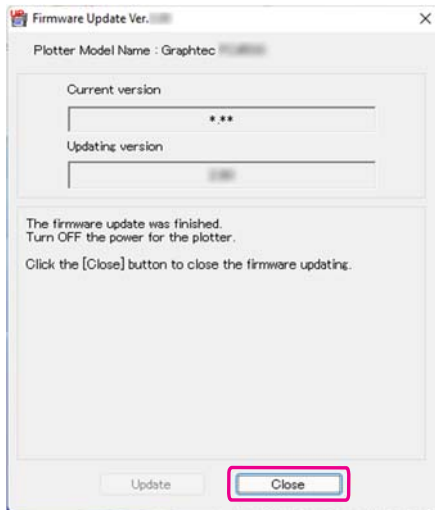 Firmware Update Ver.
Plotter Model Name : Graphtec
Current version
*.**
Updating version
The firmware update was finished.
Turn OFF the power for the plotter.
Click the [Close] button to close the firmware updating.
Update
Close